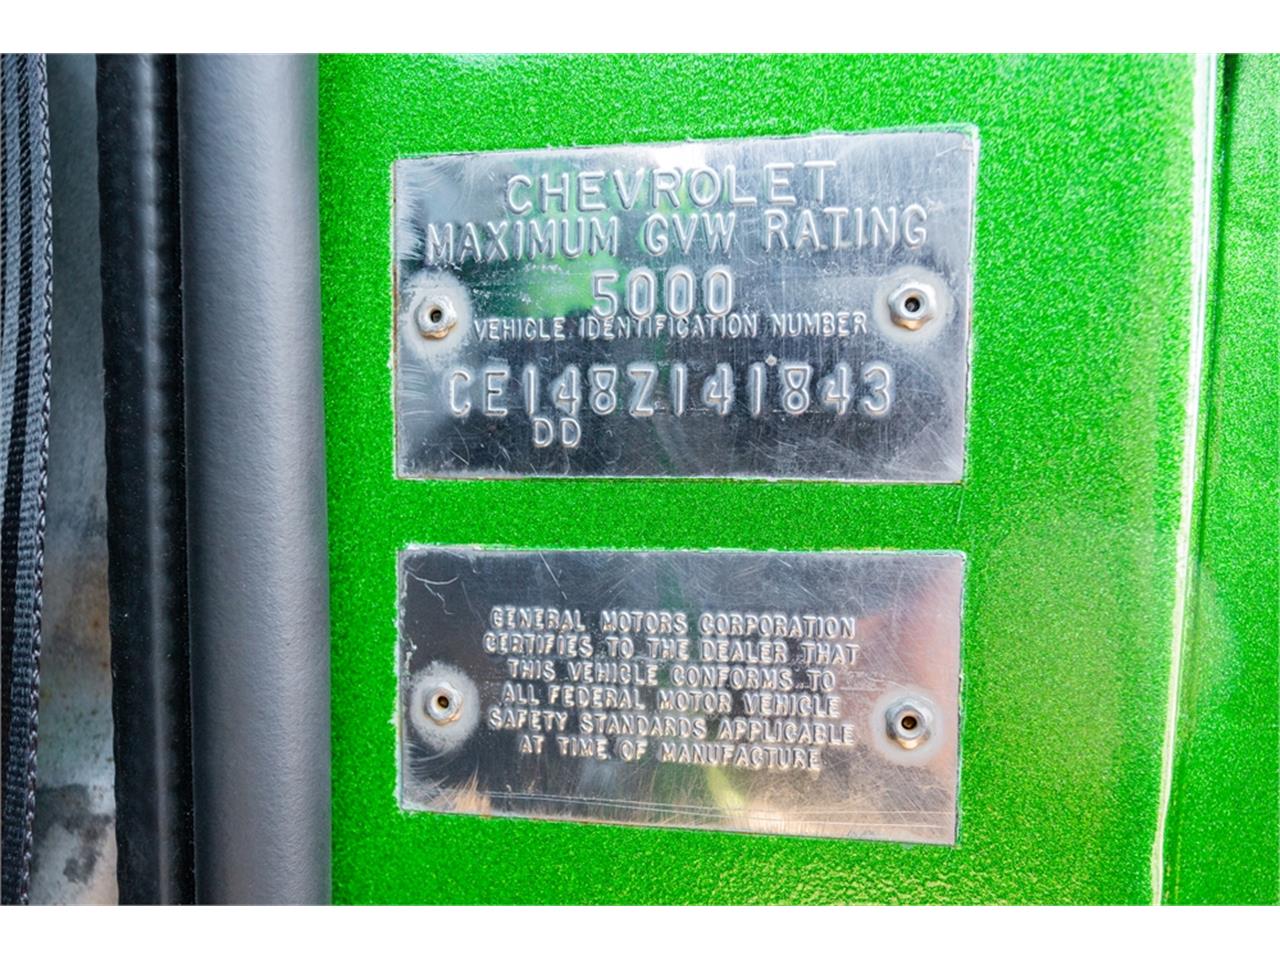 CHEVROLET
MAXIMUM GVW RATING
5000
VEHICLE IDENTIFICATION NUMBER
CE148Z141843
DD
GENERAL MOTORS CORPORATION
CERTIFIES TO THE DEALER THAT
THIS VEHICLE CONFORMS TO
ALL FEDERAL MOTOR VEHICLE
SAFETY STANDARDS APPLICABLE
AT TIME OF MANUFACTURE